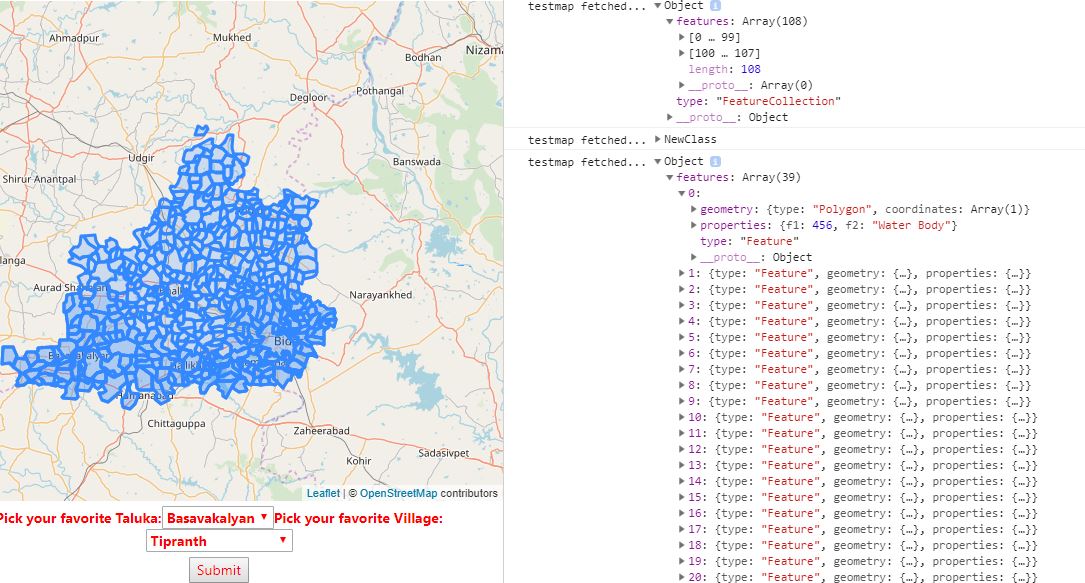 Ahmadpur
Mukhed
Nizama
Bodhan
Degloor
Pothangal
Udgir
Banswada
Shirur Anantpal
langa
Narayankhed
Chittaguppa
Zaheerabad
Sadasivpet
Kohir
Leaflet | © OpenStreetMap contributors
Pick your favorite Taluka: Basavakalyan Pick your favorite Village:
Tipranth
Submit
testmap fetched... Object i
features: Array(108)
[0 … 99]
[100 … 107]
length: 108
__proto__: Array(0)
type: "FeatureCollection"
__proto__: Object
testmap fetched... NewClass
testmap fetched... Object i
features: Array(39)
0:
geometry: {type: "Polygon", coordinates: Array(1)}
properties: {f1: 456, f2: "Water Body"}
type: "Feature"
__proto__: Object
1: {type: "Feature", geometry: {…}, properties: {…}}
2: {type: "Feature", geometry: {…}, properties: {…}}
3: {type: "Feature", geometry: {…}, properties: {…}}
4: {type: "Feature", geometry: {…}, properties: {…}}
5: {type: "Feature", geometry: {…}, properties: {…}}
6: {type: "Feature", geometry: {…}, properties: {…}}
7: {type: "Feature", geometry: {…}, properties: {…}}
8: {type: "Feature", geometry: {…}, properties: {…}}
9: {type: "Feature", geometry: {…}, properties: {…}}
10: {type: "Feature", geometry: {…}, properties: {…}}
11: {type: "Feature", geometry: {…}, properties: {…}}
12: {type: "Feature", geometry: {…}, properties: {…}}
13: {type: "Feature", geometry: {…}, properties: {…}}
14: {type: "Feature", geometry: {…}, properties: {…}}
15: {type: "Feature", geometry: {…}, properties: {…}}
16: {type: "Feature", geometry: {…}, properties: {…}}
17: {type: "Feature", geometry: {…}, properties: {…}}
18: {type: "Feature", geometry: {…}, properties: {…}}
19: {type: "Feature", geometry: {…}, properties: {…}}
20: {type: "Feature", geometry: {…}, properties: {…}}